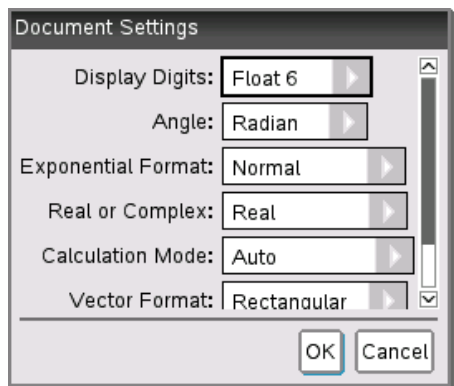 Document Settings
Display Digits: Float 6
Angle: Radian
Exponential Format: Normal
Real or Complex: Real
Calculation Mode: Auto
Vector Format: Rectangular
OK Cancel